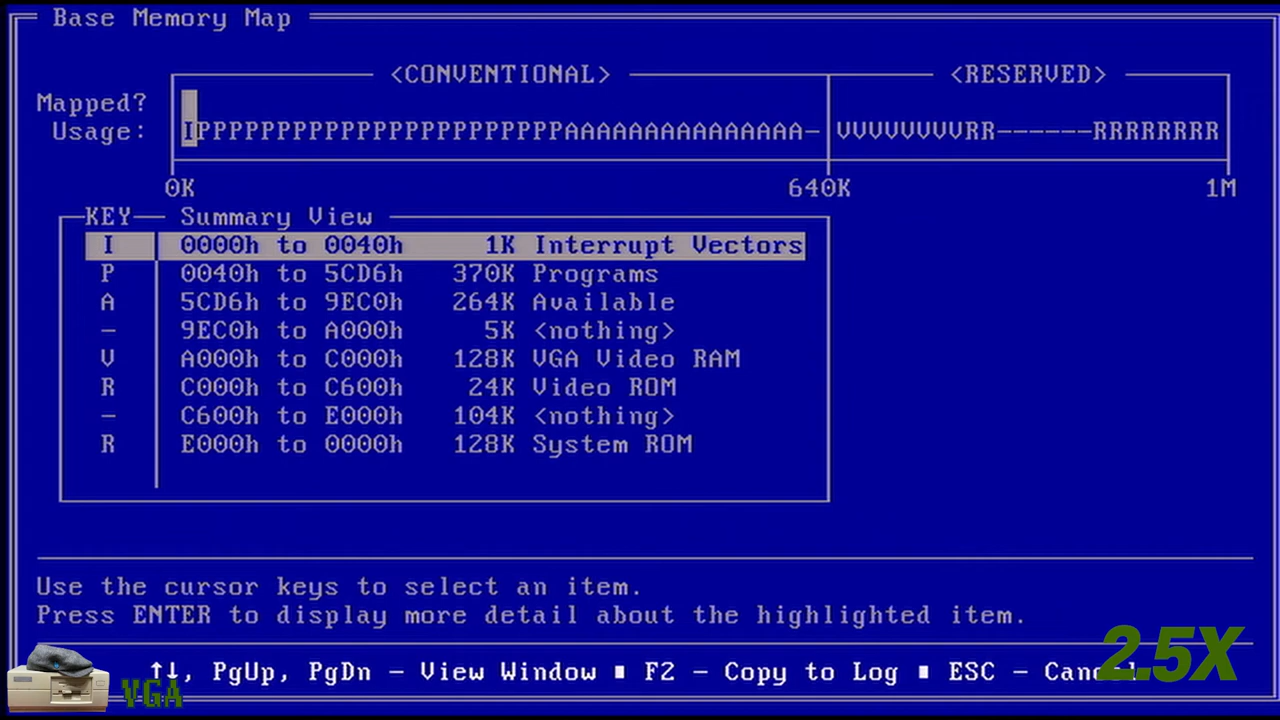 Base Memory Map
<CONVENTIONAL> <RESERVED>
Mapped?
Usage: IPPPPPPPPPPPPPPPPPPPPPPPAAAAAAAAAAAAAAA- VVVVVVVVRR------RRRRRRRR
0K 640K 1M
KEY Summary View
I 0000h to 0040h 1K Interrupt Vectors
P 0040h to 5CD6h 370K Programs
A 5CD6h to 9EC0h 264K Available
- 9EC0h to A000h 5K <nothing>
V A000h to C000h 128K VGA Video RAM
R C000h to C600h 24K Video ROM
- C600h to E000h 104K <nothing>
R E000h to 0000h 128K System ROM
Use the cursor keys to select an item.
Press ENTER to display more detail about the highlighted item.
2.5X
↑↓, PgUp, PgDn - View Window ■ F2 - Copy to Log ■ ESC - Cancel
VGA